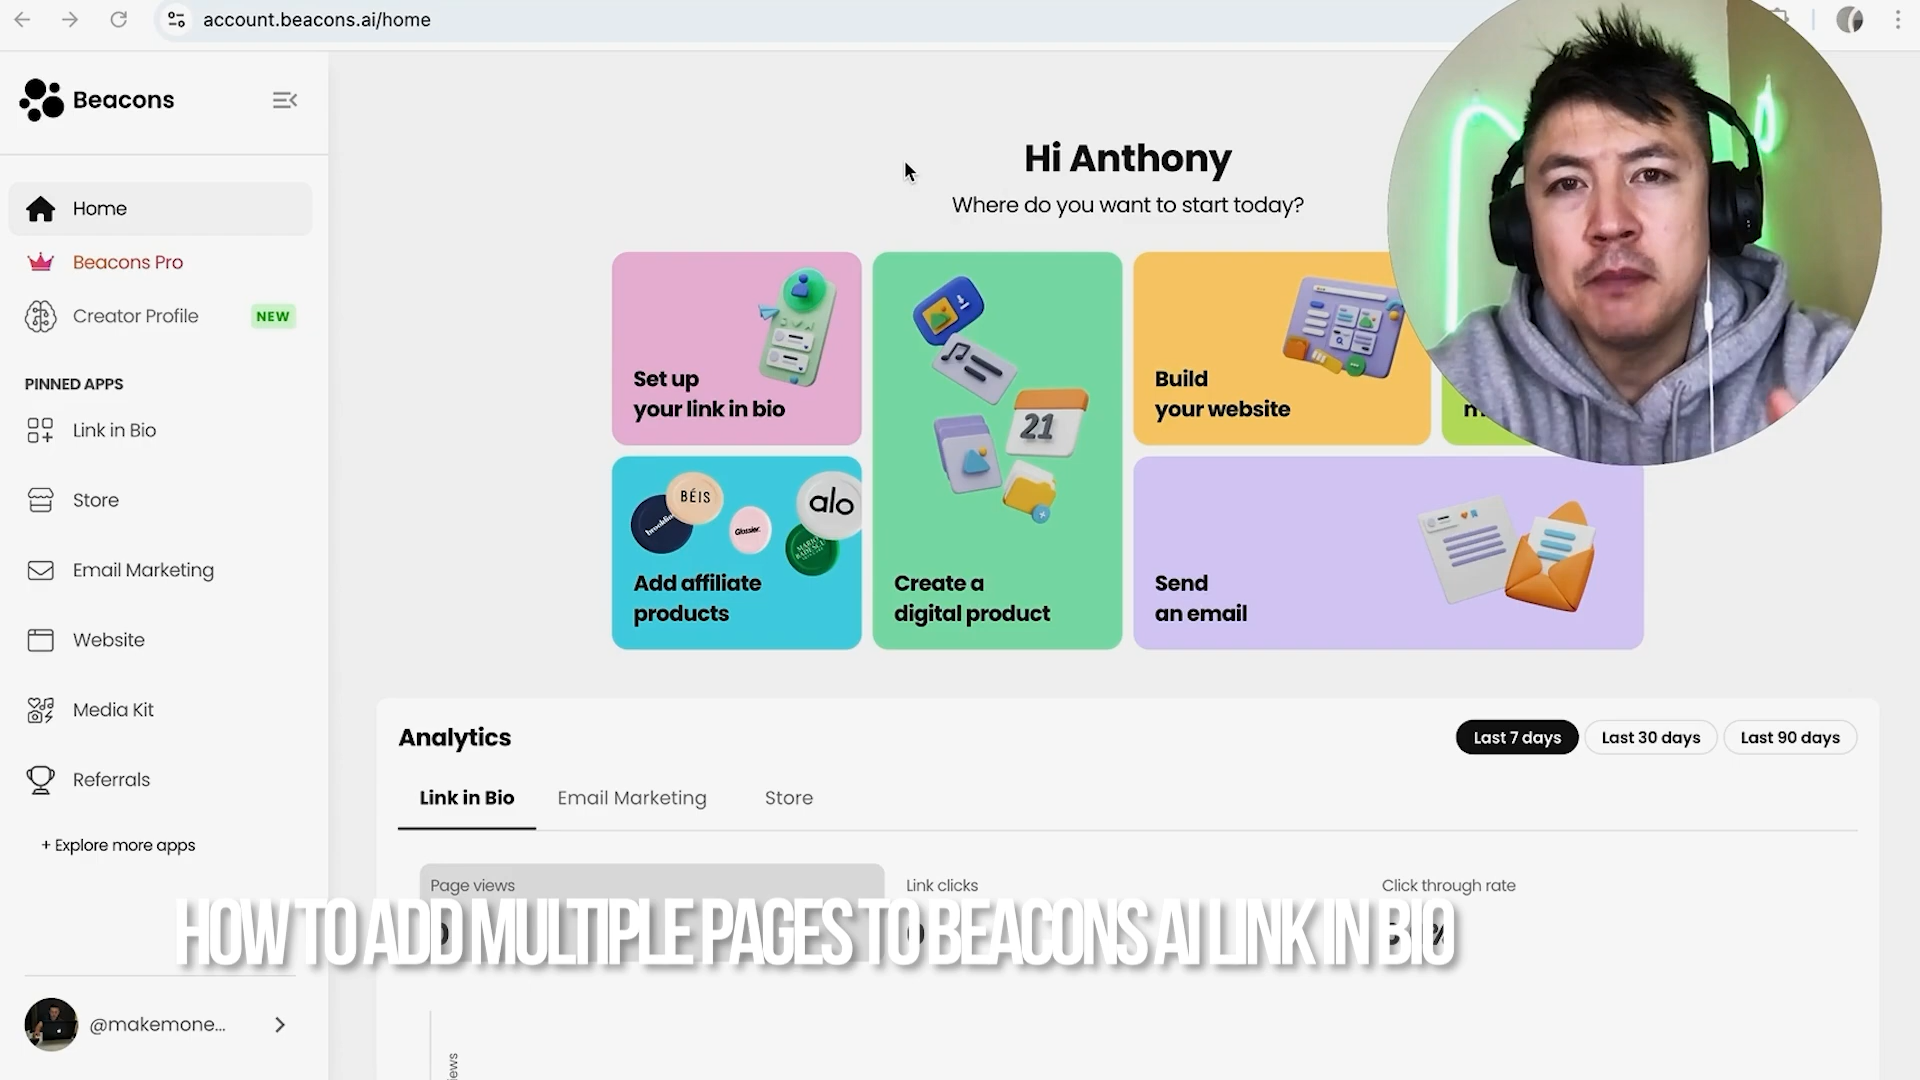 account.beacons.ai/home
Beacons
Home
Beacons Pro
Creator Profile
NEW
PINNED APPS
Link in Bio
Store
Email Marketing
Website
Media Kit
Referrals
+ Explore more apps
@makemone...
Hi Anthony
Where do you want to start today?
Set up
your link in bio
21
Create a
digital product
Build
your website
BÉIS
alo
Glossier.
Add affiliate
products
Send
an email
Analytics
Last 7 days
Last 30 days
Last 90 days
Link in Bio
Email Marketing
Store
Page views
Link clicks
Click through rate
HOW TO ADD MULTIPLE PAGES TO BEACONS AI LINK IN BIO